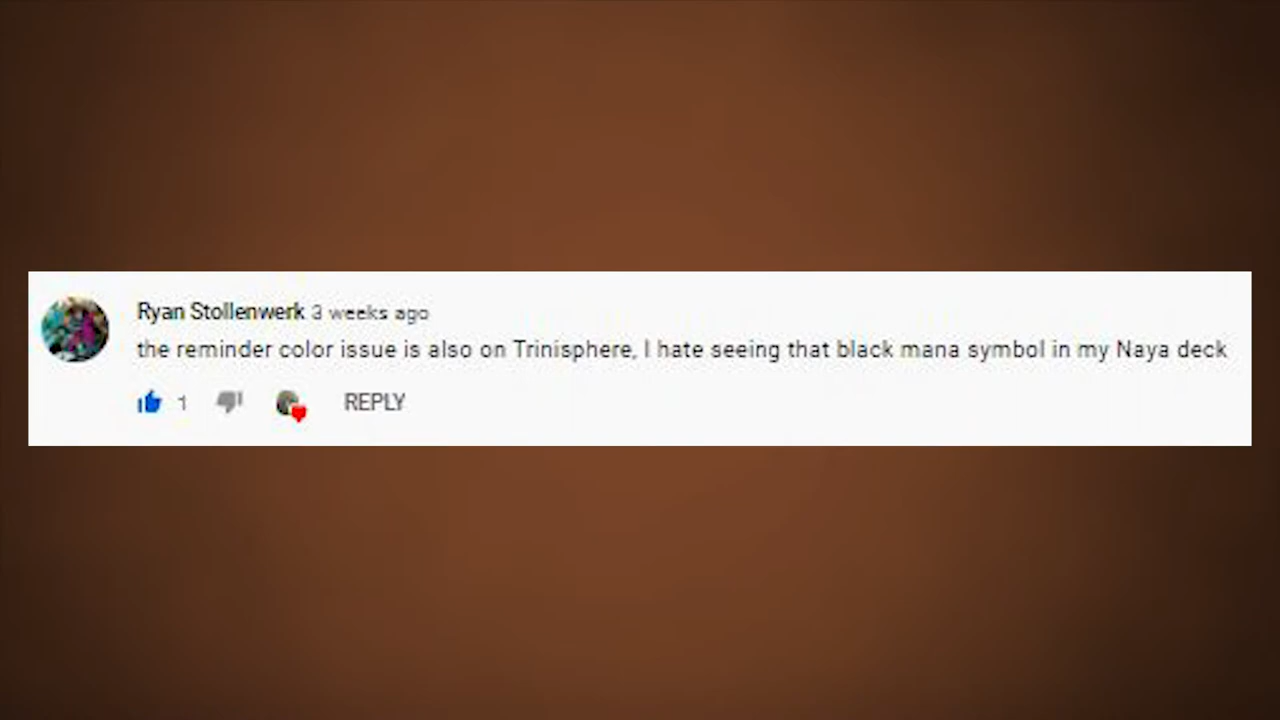 Ryan Stollenwerk 3 weeks ago
the reminder color issue is also on Trinisphere, I hate seeing that black mana symbol in my Naya deck
1 REPLY